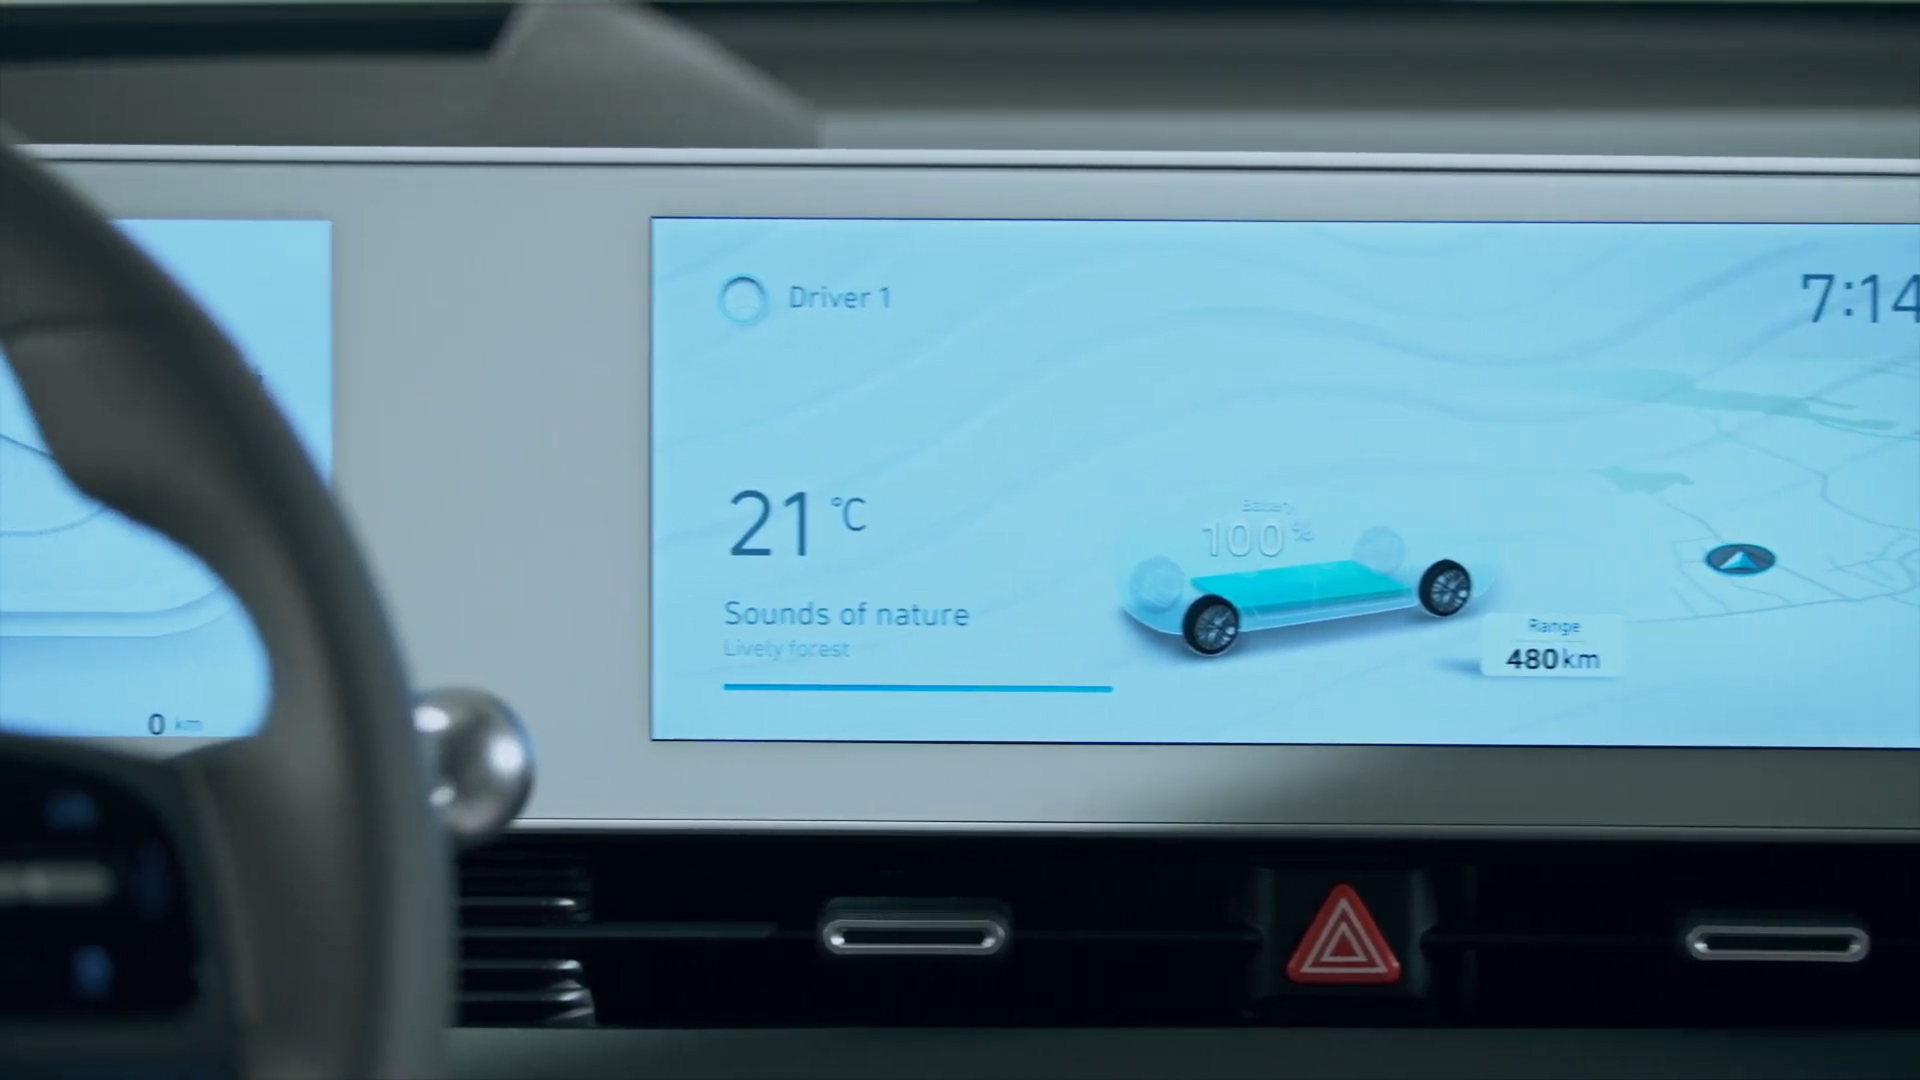 Driver 1
7:14
21 °C
Battery
100 %
Sounds of nature
Lively forest
Range
480 km
0 km